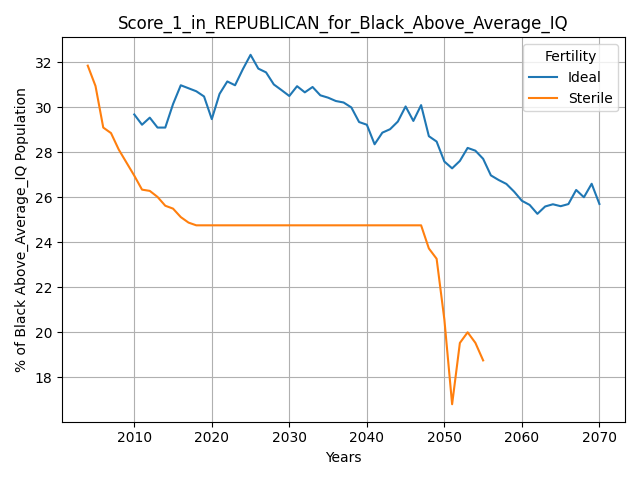 Score_1_in_REPUBLICAN_for_Black_Above_Average_IQ
Fertility
Ideal
Sterile
% of Black Above_Average_IQ Population
32
30
28
26
24
22
20
18
2010 2020 2030 2040 2050 2060 2070
Years